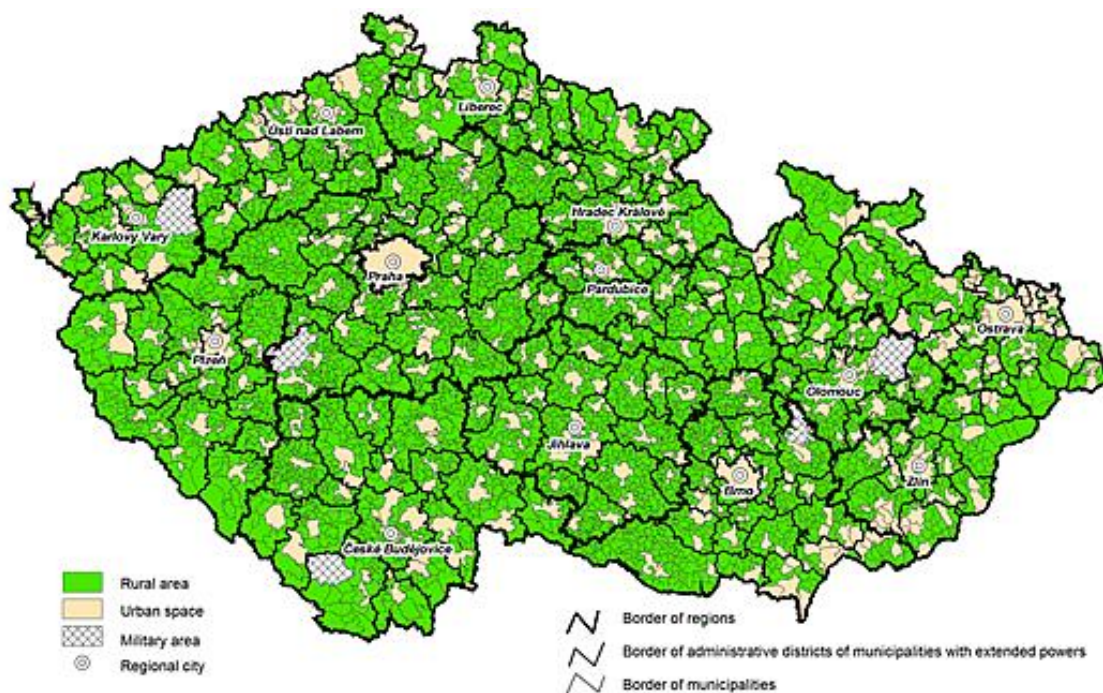 Liberec
Ústí nad Labem
Hradec Králové
Karlovy Vary
Praha
Pardubice
Ostrava
Plzeň
Olomouc
Jihlava
Brno
Zlín
České Budějovice
Rural area
Urban space
Military area
Regional city
Border of regions
Border of administrative districts of municipalities with extended powers
Border of municipalities